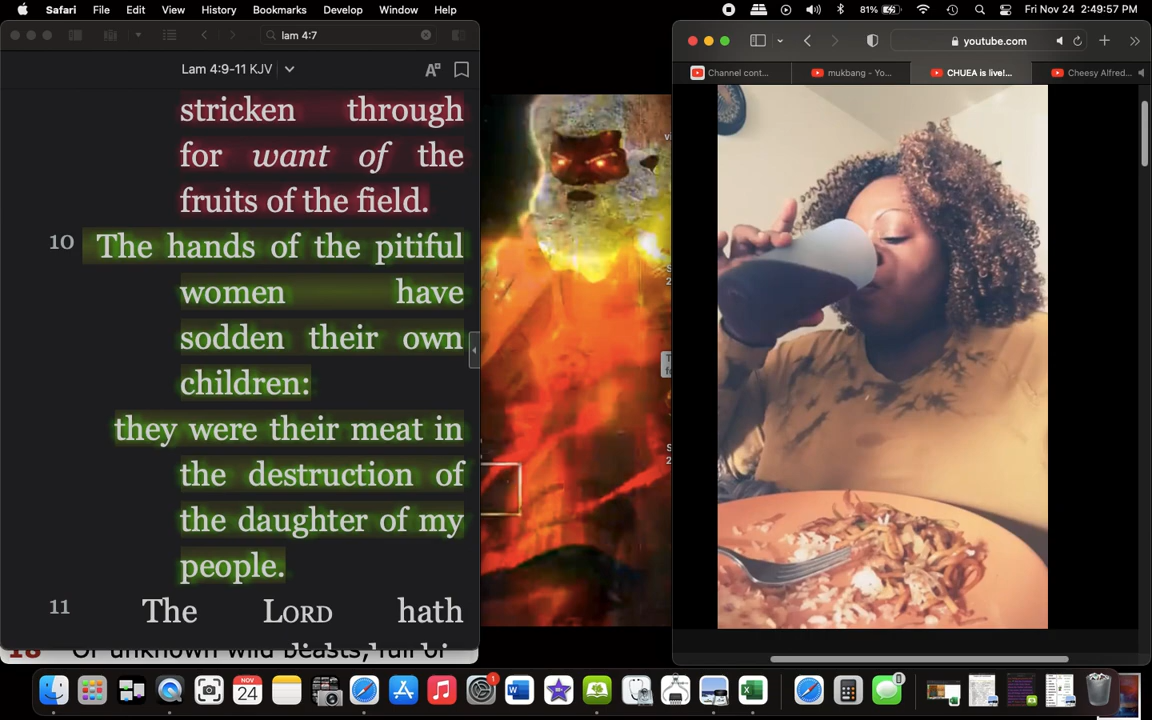 Safari File Edit View History Bookmarks Develop Window Help 81% Fri Nov 24 2:49:57 PM
lam 4:7
youtube.com
Lam 4:9-11 KJV
Channel cont...
mukbang - Yo...
CHUEA is live!...
Cheesy Alfred...
stricken through
for want of the
fruits of the field.
10 The hands of the pitiful
women have
sodden their own
children:
they were their meat in
the destruction of
the daughter of my
people.
11 The LORD hath
NOV
24
1